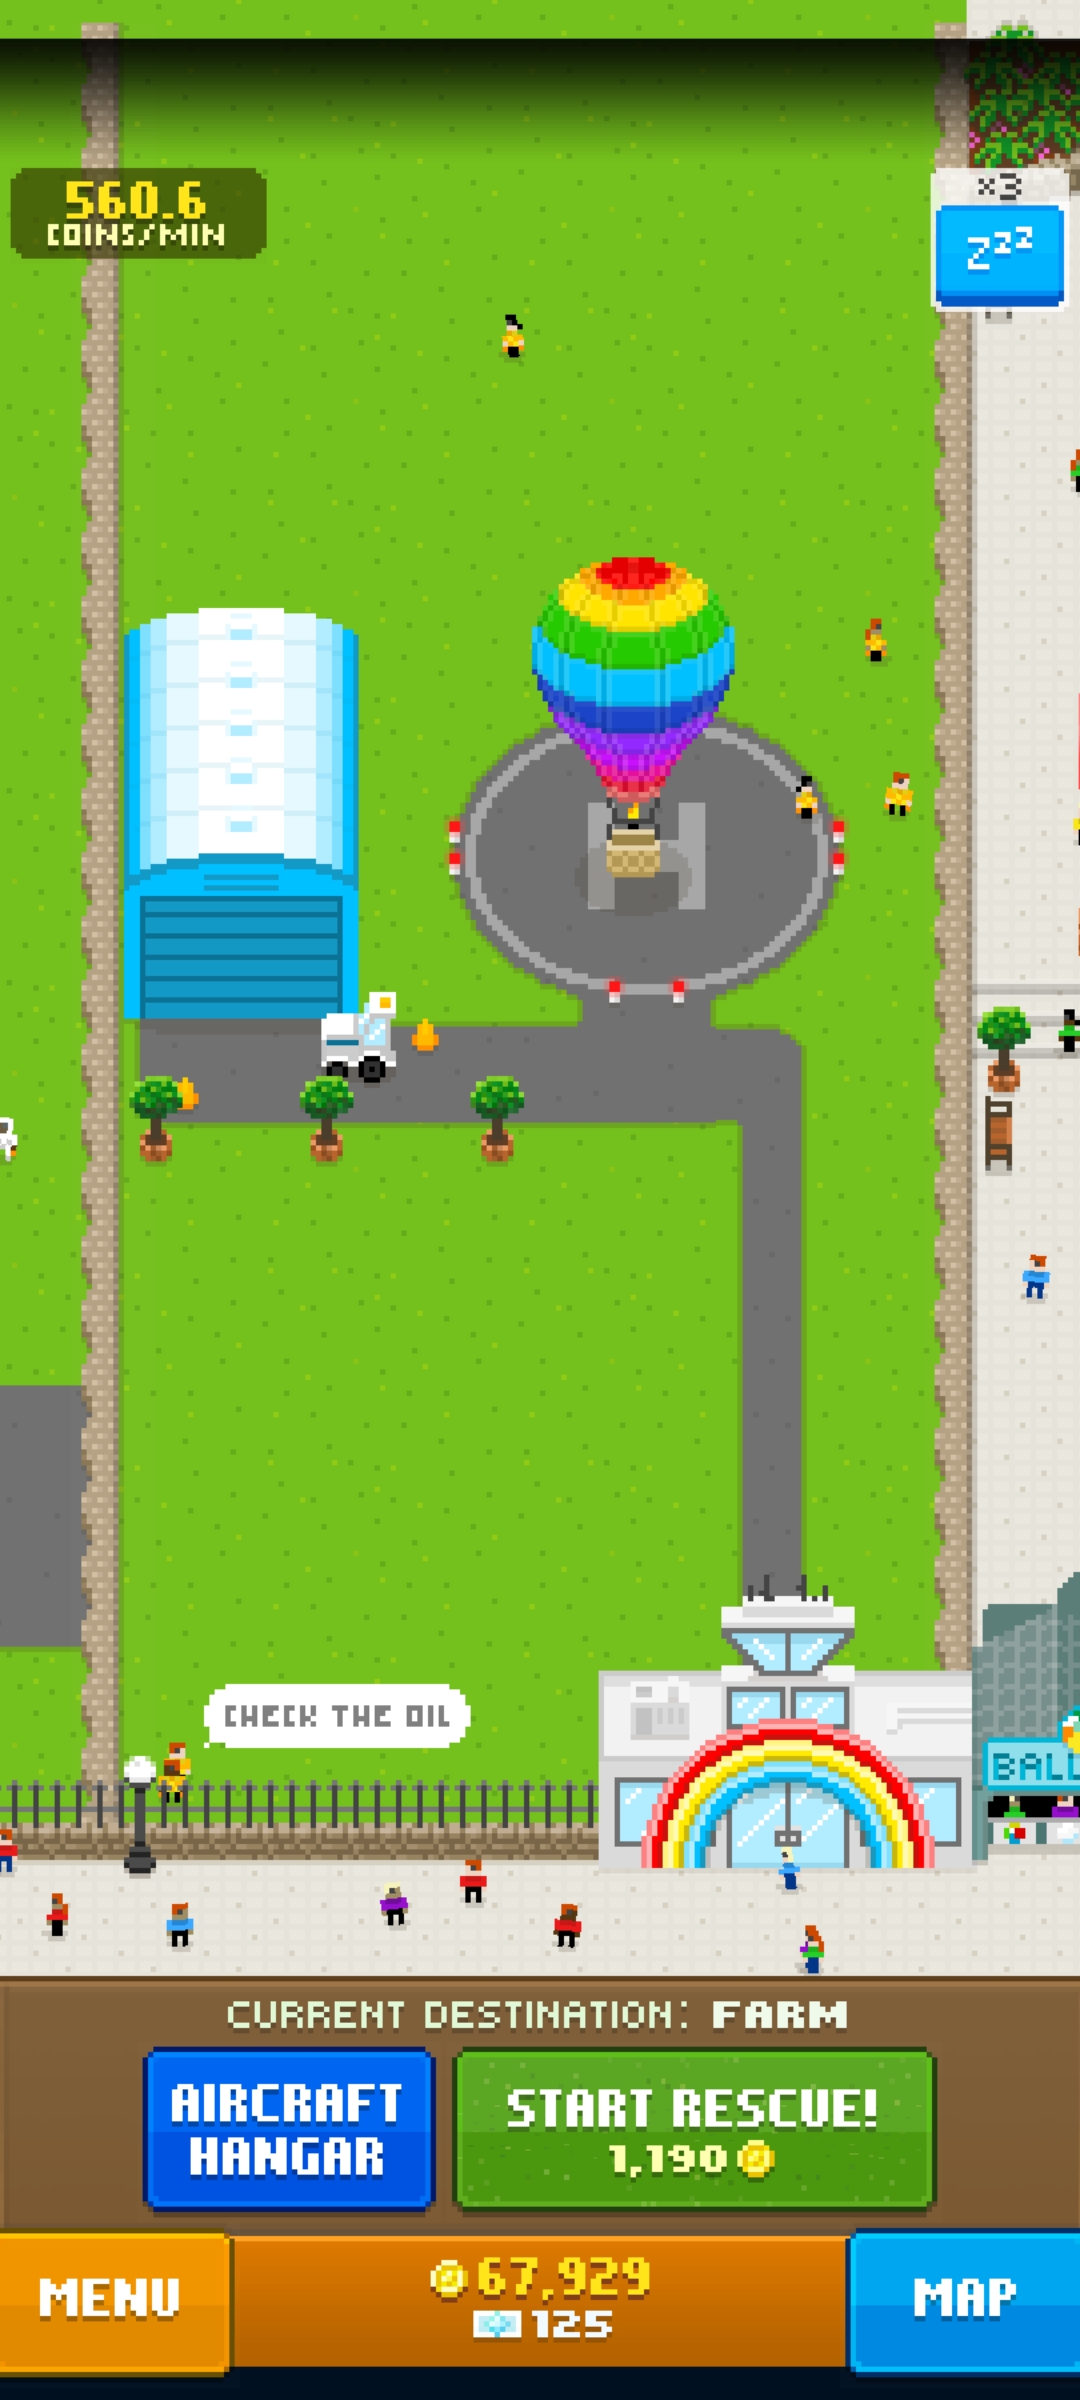 560.6
COINS/MIN
x3
zzz
H
CHECK THE OIL
BALL
CURRENT DESTINATION: FARM
AIRCRAFT
HANGAR
START RESCUE!
1,190
MENU
67,929
125
MAP